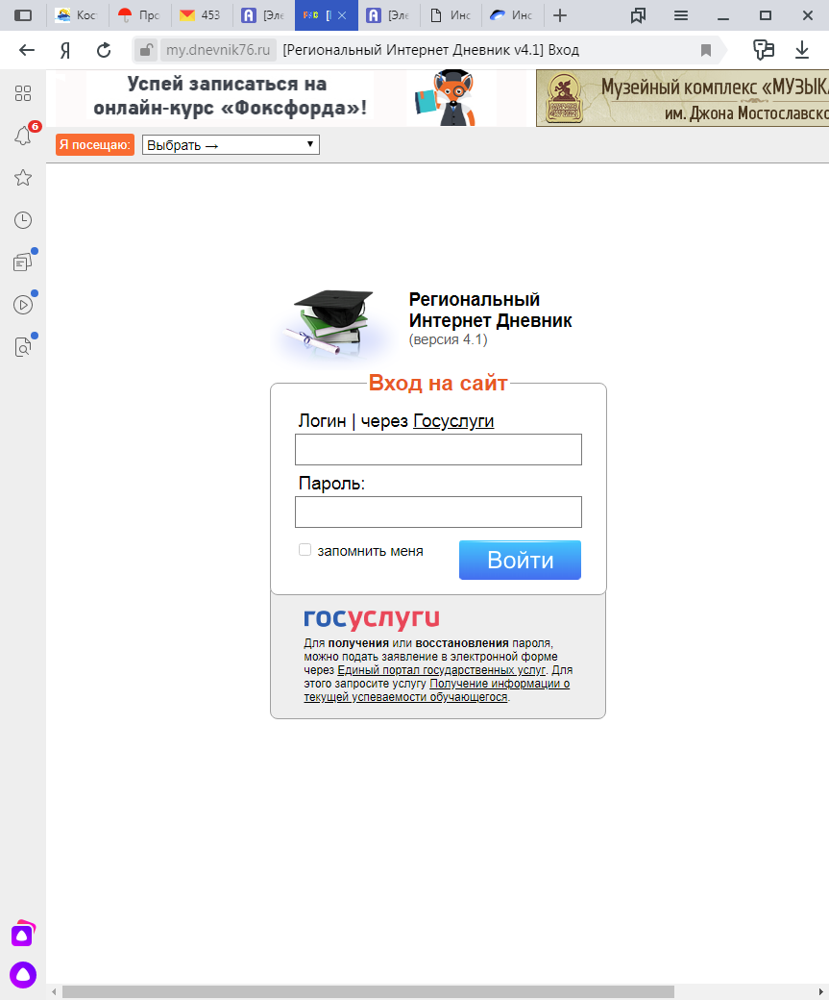 Кос
Про
453
[Эле
[
[Эле
Инс
Инс
Я
my.dnevnik76.ru [Региональный Интернет Дневник v4.1] Вход
6
Успей записаться на
онлайн-курс «Фоксфорда»!
Музейный комплекс «МУЗЫКА
им. Джона Мостославско
Я посещаю: Выбрать →
Региональный
Интернет Дневник
(версия 4.1)
Вход на сайт
Логин | через Госуслуги
Пароль:
запомнить меня
Войти
госуслуги
Для получения или восстановления пароля,
можно подать заявление в электронной форме
через Единый портал государственных услуг. Для
этого запросите услугу Получение информации о
текущей успеваемости обучающегося.